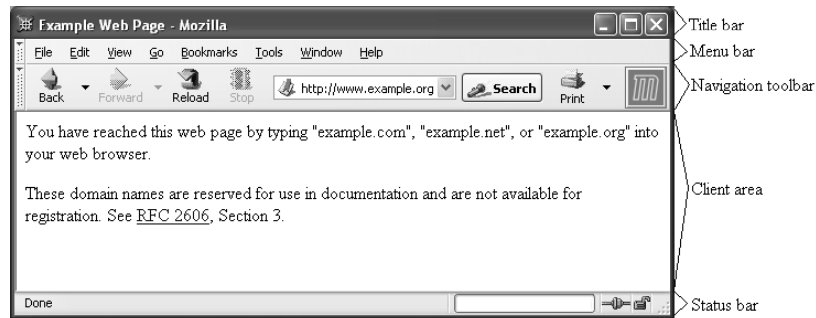 Example Web Page - Mozilla
Title bar
File Edit View Go Bookmarks Tools Window Help
Menu bar
Back Forward Reload Stop http://www.example.org Search Print
Navigation toolbar
You have reached this web page by typing "example.com", "example.net", or "example.org" into
your web browser.
These domain names are reserved for use in documentation and are not available for
registration. See RFC 2606, Section 3.
Client area
Done
Status bar